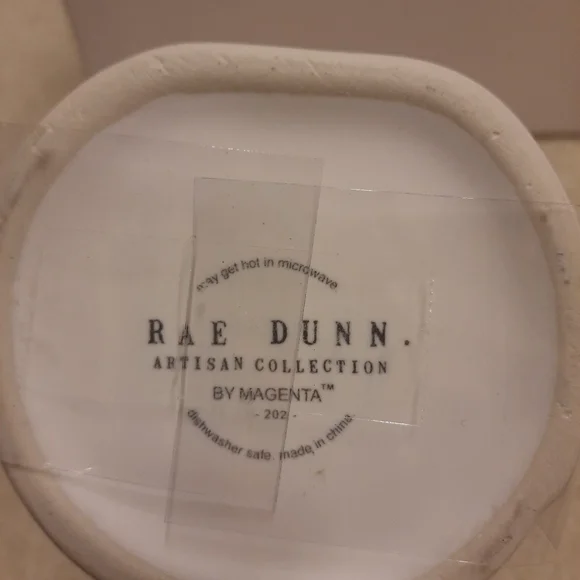 may get hot in microwave
RAE DUNN.
ARTISAN COLLECTION
BY MAGENTA™
- 202 -
dishwasher safe. made in china